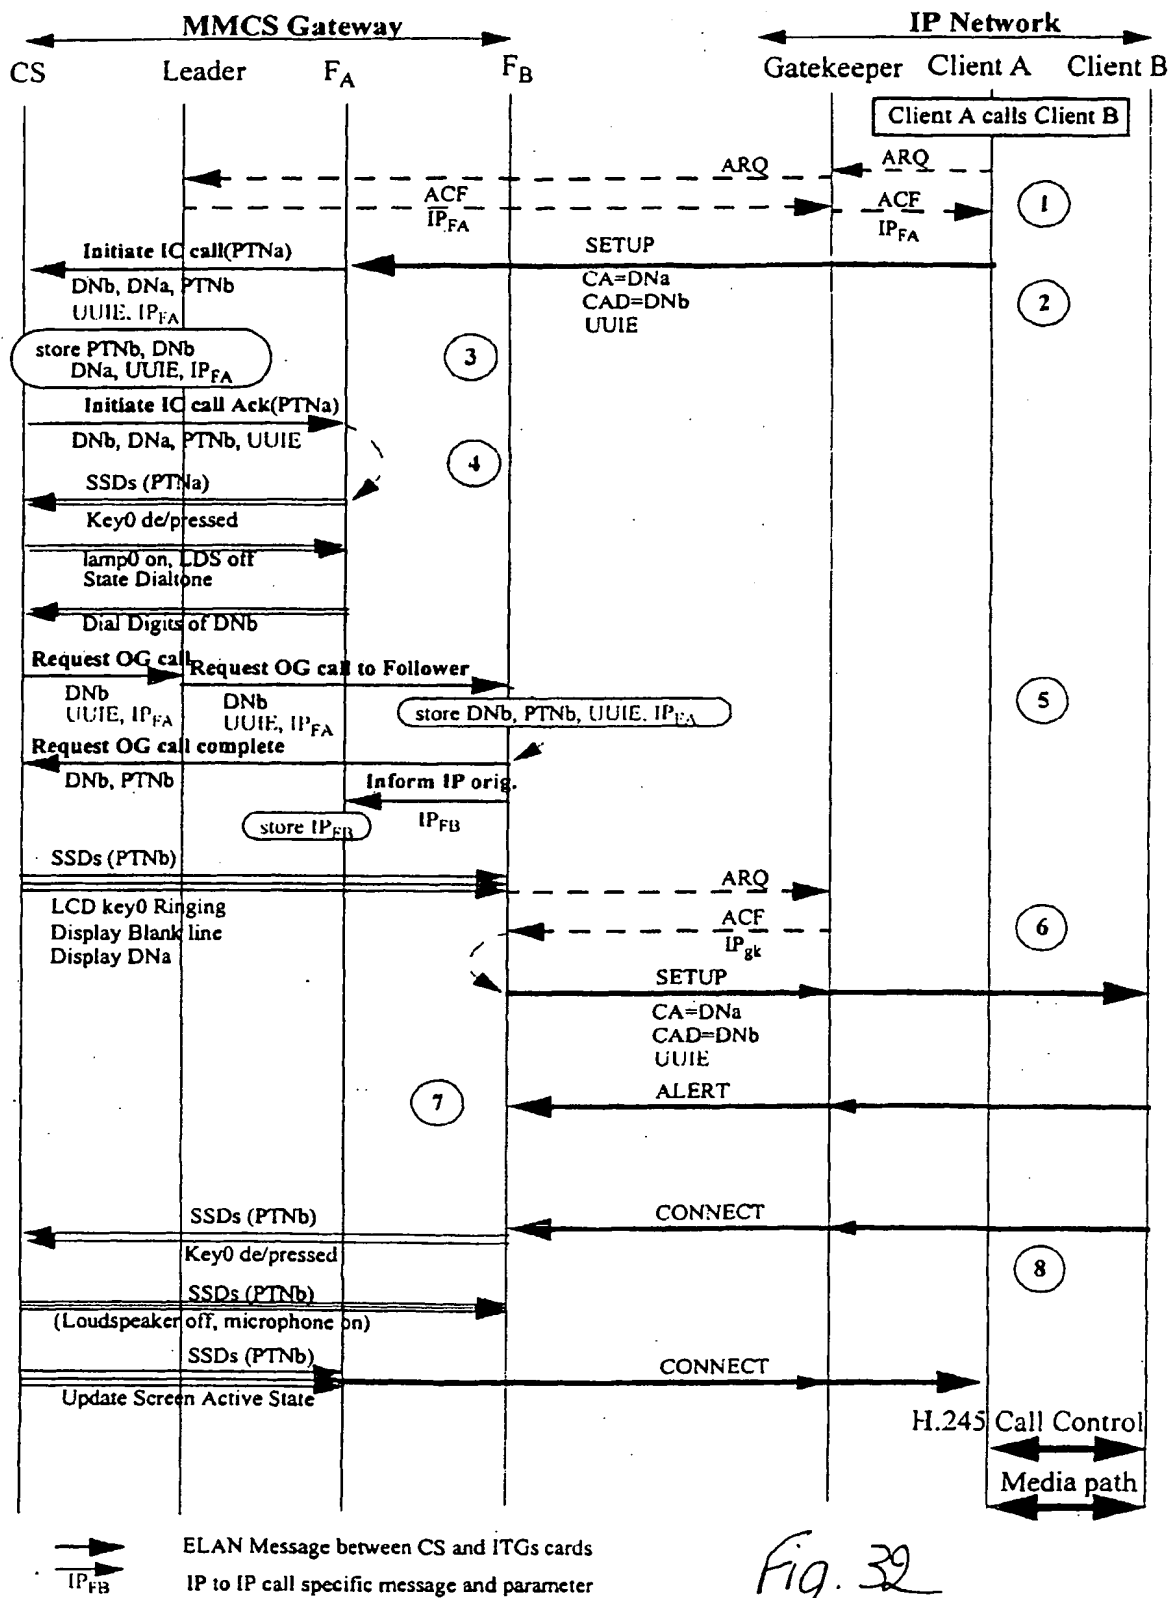 MMCS Gateway
IP Network
CS Leader FA FB Gatekeeper Client A Client B
Client A calls Client B
ARQ ARQ
ACF ACF
IPFA IPFA
1
Initiate IC call(PTNa) SETUP
DNb, DNa, PTNb CA=DNa
UUIE, IPFA CAD=DNb
UUIE
2
store PTNb, DNb
DNa, UUIE, IPFA
3
Initiate IC call Ack(PTNa)
DNb, DNa, PTNb, UUIE
4
SSDs (PTNa)
Key0 de/pressed
lamp0 on, LDS off
State Dialtone
Dial Digits of DNb
Request OG call Request OG call to Follower
DNb DNb
UUIE, IPFA UUIE, IPFA
store DNb, PTNb, UUIE. IPFA
5
Request OG call complete
DNb, PTNb
Inform IP orig.
store IPFB IPFB
SSDs (PTNb)
ARQ
LCD key0 Ringing
Display Blank line
Display DNa
ACF
IPgk
6
SETUP
CA=DNa
CAD=DNb
UUIE
7
ALERT
SSDs (PTNb) CONNECT
Key0 de/pressed
8
SSDs (PTNb)
(Loudspeaker off, microphone on)
SSDs (PTNb) CONNECT
Update Screen Active State
H.245 Call Control
Media path
ELAN Message between CS and ITGs cards
IPFB IP to IP call specific message and parameter
Fig. 32